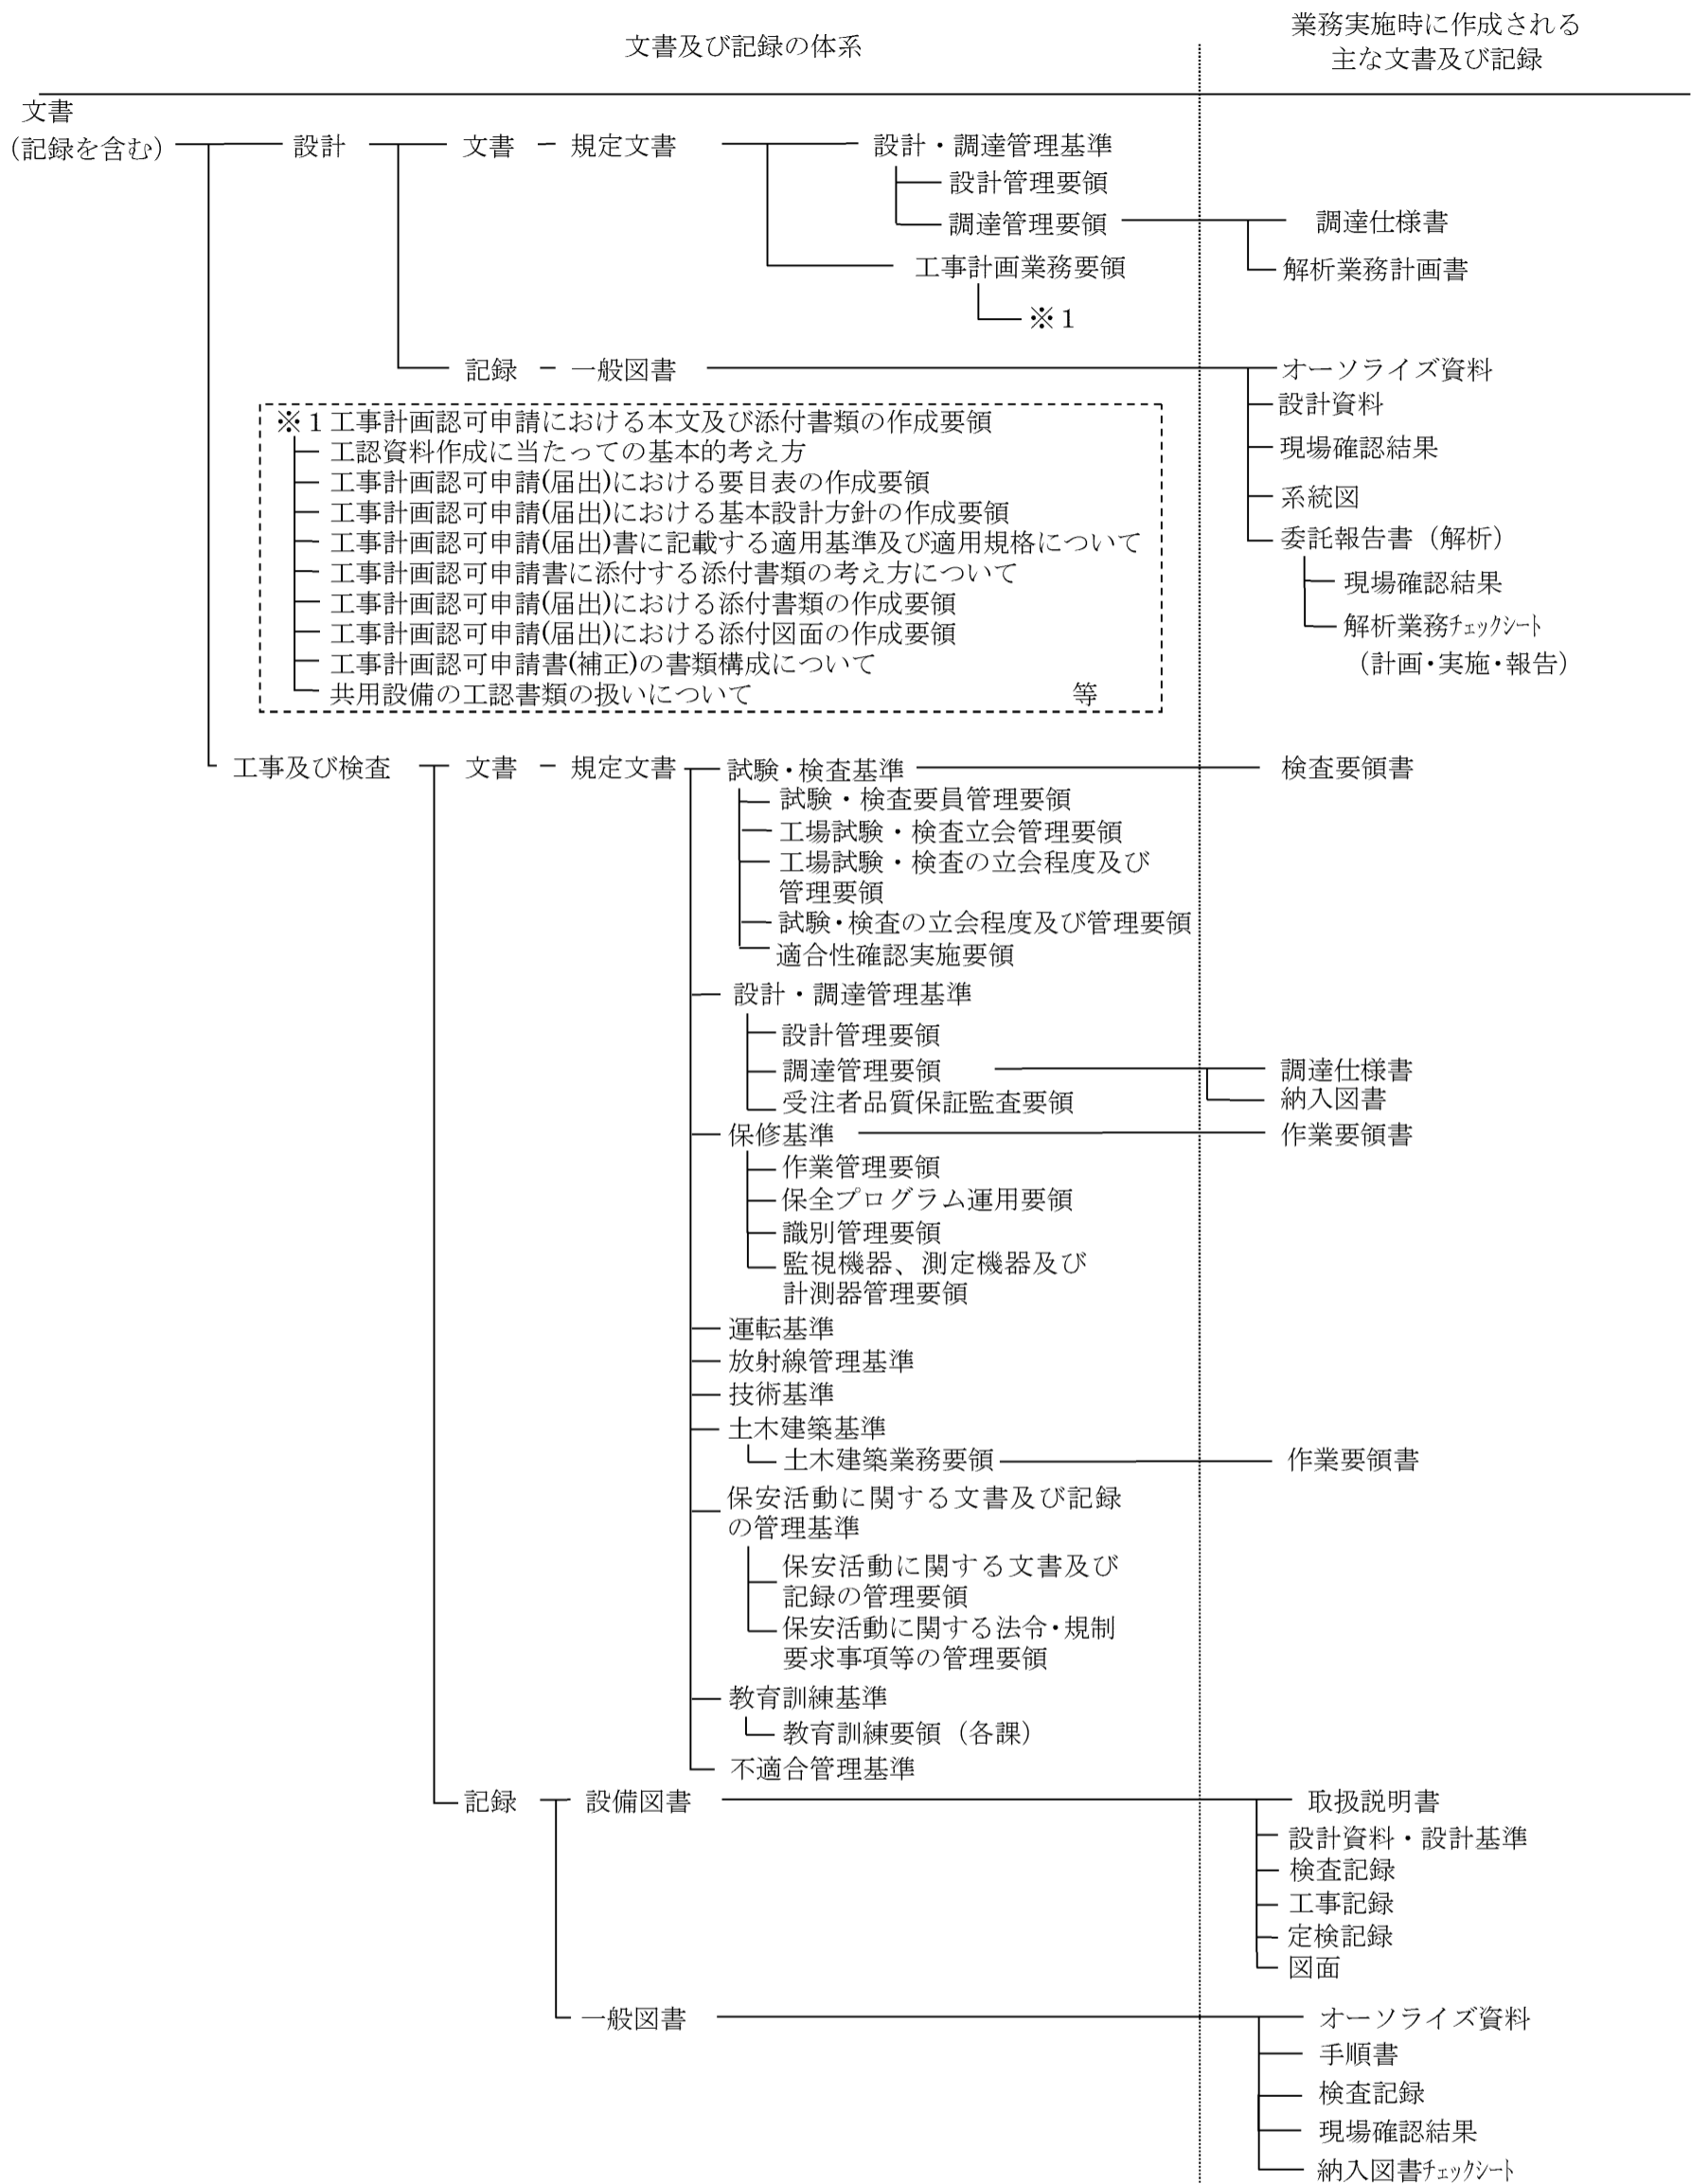 文書及び記録の体系
業務実施時に作成される
主な文書及び記録
文書
(記録を含む) 設計 文書 規定文書 設計・調達管理基準
設計管理要領
調達管理要領 調達仕様書
工事計画業務要領 解析業務計画書
※1
記録 一般図書 オーソライズ資料
設計資料
現場確認結果
系統図
委託報告書（解析）
現場確認結果
解析業務ﾁｪｯｸｼｰﾄ
（計画・実施・報告）
※1 工事計画認可申請における本文及び添付書類の作成要領
工認資料作成に当たっての基本的考え方
工事計画認可申請(届出)における要目表の作成要領
工事計画認可申請(届出)における基本設計方針の作成要領
工事計画認可申請(届出)書に記載する適用基準及び適用規格について
工事計画認可申請書に添付する添付書類の考え方について
工事計画認可申請(届出)における添付書類の作成要領
工事計画認可申請(届出)における添付図面の作成要領
工事計画認可申請書(補正)の書類構成について
共用設備の工認書類の扱いについて 等
工事及び検査 文書 規定文書 試験・検査基準 検査要領書
試験・検査要員管理要領
工場試験・検査立会管理要領
工場試験・検査の立会程度及び
管理要領
試験・検査の立会程度及び管理要領
適合性確認実施要領
設計・調達管理基準
設計管理要領
調達管理要領 調達仕様書
受注者品質保証監査要領 納入図書
保修基準 作業要領書
作業管理要領
保全プログラム運用要領
識別管理要領
監視機器、測定機器及び
計測器管理要領
運転基準
放射線管理基準
技術基準
土木建築基準
土木建築業務要領 作業要領書
保安活動に関する文書及び記録
の管理基準
保安活動に関する文書及び
記録の管理要領
保安活動に関する法令・規制
要求事項等の管理要領
教育訓練基準
教育訓練要領（各課）
不適合管理基準
記録 設備図書 取扱説明書
設計資料・設計基準
検査記録
工事記録
定検記録
図面
一般図書 オーソライズ資料
手順書
検査記録
現場確認結果
納入図書ﾁｪｯｸｼｰﾄ